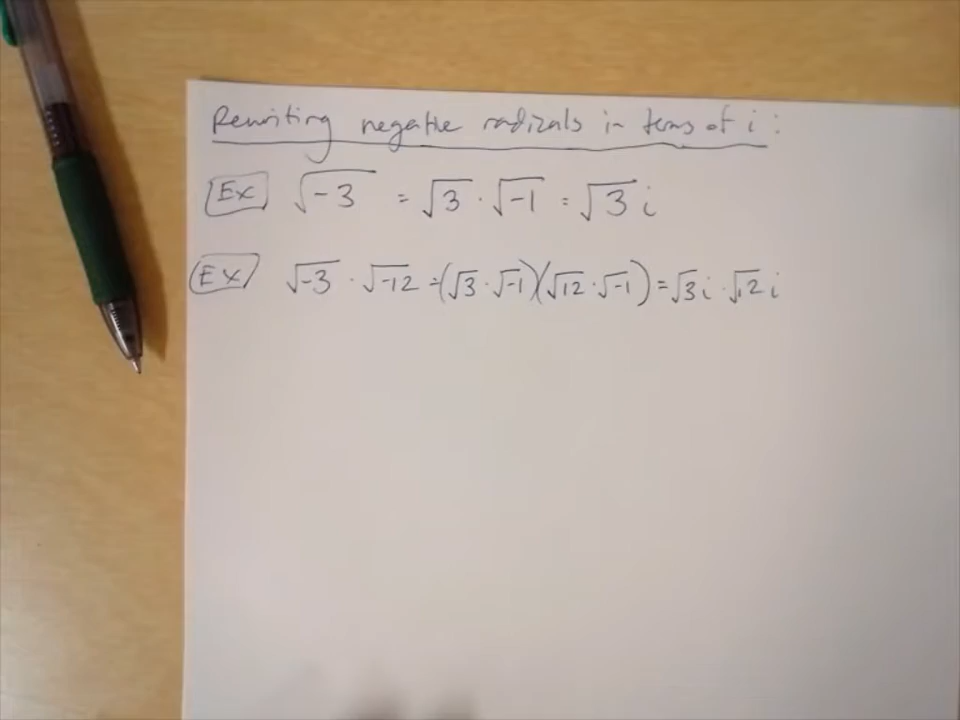 Rewriting negative radicals in terms of i :
Ex √-3 = √3 · √-1 = √3 i
Ex √-3 · √-12 = (√3 · √-1)(√12 · √-1) = √3 i · √12 i